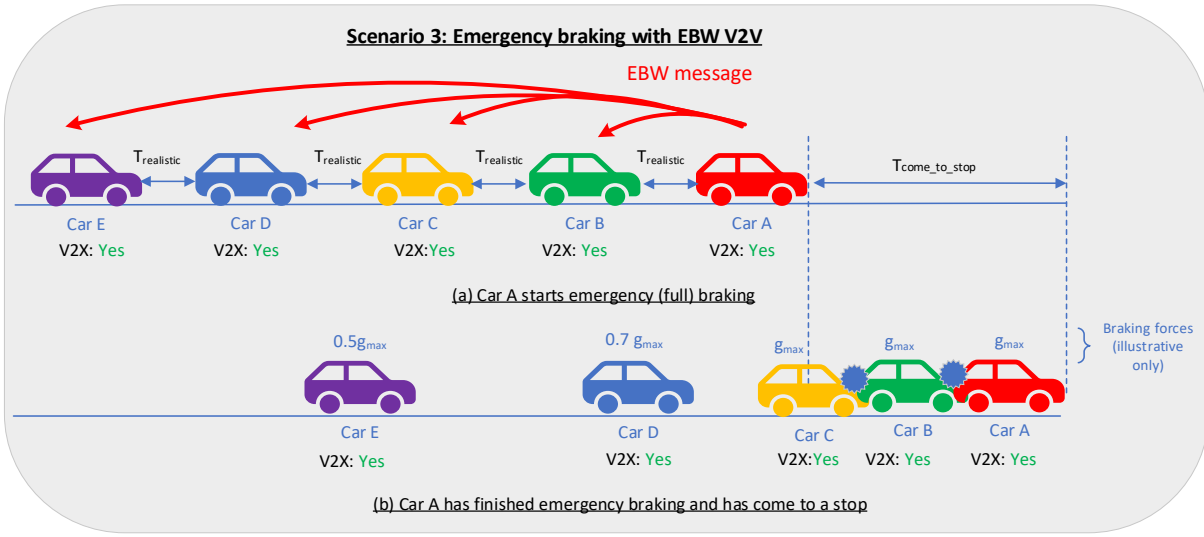 Scenario 3: Emergency braking with EBW V2V
EBW message
Trealistic Trealistic Trealistic Trealistic Tcome_to_stop
Car E Car D Car C Car B Car A
V2X: Yes V2X: Yes V2X:Yes V2X: Yes V2X: Yes
(a) Car A starts emergency (full) braking
0.5gmax 0.7 gmax gmax gmax gmax
Braking forces
(illustrative
only)
Car E Car D Car C Car B Car A
V2X: Yes V2X: Yes V2X:Yes V2X: Yes V2X: Yes
(b) Car A has finished emergency braking and has come to a stop